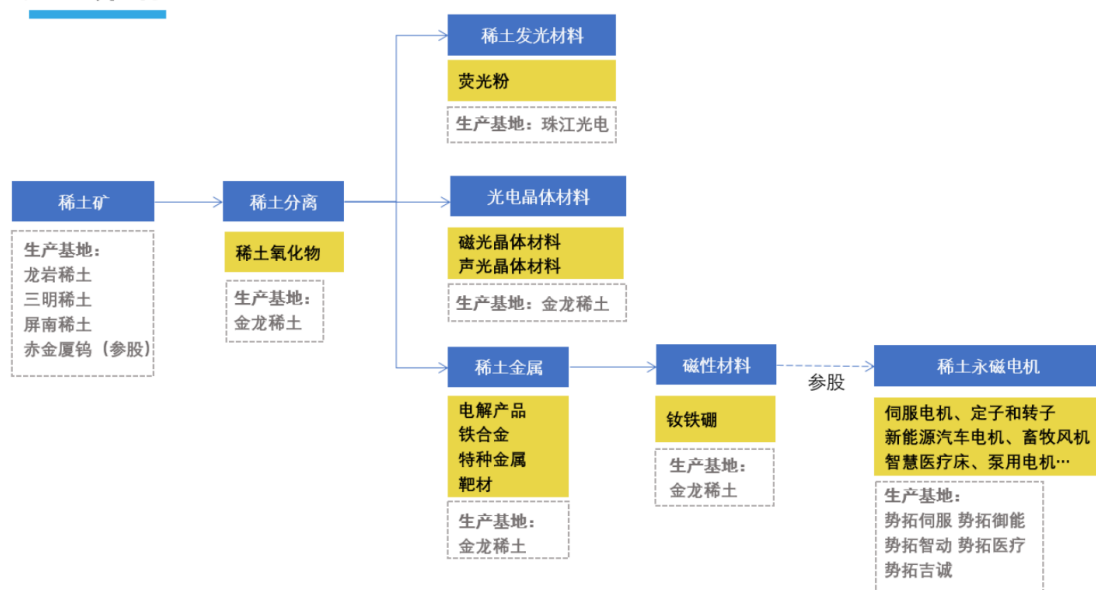 稀土发光材料
荧光粉
生产基地：珠江光电
稀土矿
生产基地：
龙岩稀土
三明稀土
屏南稀土
赤金厦钨（参股）
稀土分离
稀土氧化物
生产基地：
金龙稀土
光电晶体材料
磁光晶体材料
声光晶体材料
生产基地：金龙稀土
稀土金属
电解产品
铁合金
特种金属
靶材
生产基地：
金龙稀土
磁性材料
钕铁硼
生产基地：
金龙稀土
参股
稀土永磁电机
伺服电机、定子和转子
新能源汽车电机、畜牧风机
智慧医疗床、泵用电机…
生产基地：
势拓伺服 势拓御能
势拓智动 势拓医疗
势拓吉诚